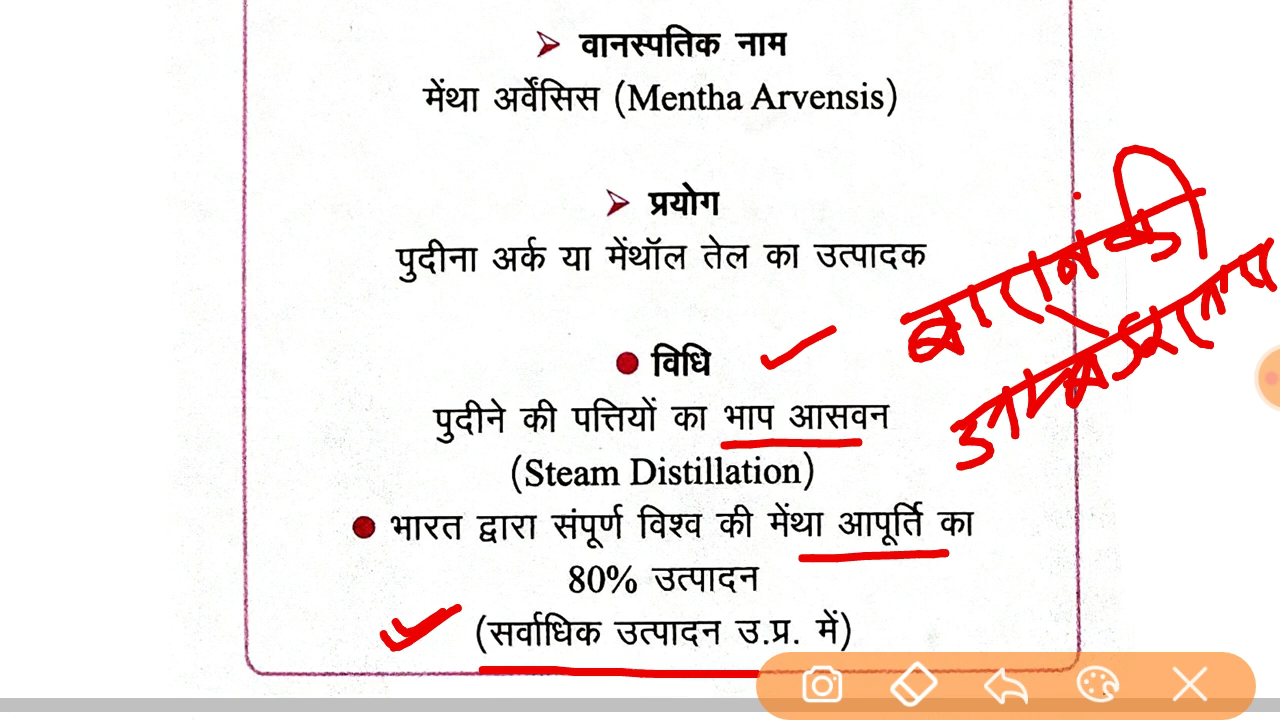 वानस्पतिक नाम
मेंथा अर्वेंसिस (Mentha Arvensis)
प्रयोग
पुदीना अर्क या मेंथॉल तेल का उत्पादक
विधि
पुदीने की पत्तियों का भाप आसवन
(Steam Distillation)
भारत द्वारा संपूर्ण विश्व की मेंथा आपूर्ति का
80% उत्पादन
(सर्वाधिक उत्पादन उ.प्र. में)
बाराबंकी